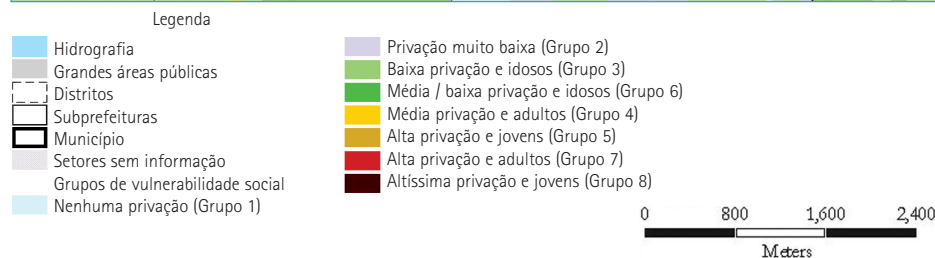 Legenda
Hidrografia
Grandes áreas públicas
Distritos
Subprefeituras
Município
Setores sem informação
Grupos de vulnerabilidade social
Nenhuma privação (Grupo 1)
Privação muito baixa (Grupo 2)
Baixa privação e idosos (Grupo 3)
Média / baixa privação e idosos (Grupo 6)
Média privação e adultos (Grupo 4)
Alta privação e jovens (Grupo 5)
Alta privação e adultos (Grupo 7)
Altíssima privação e jovens (Grupo 8)
0 800 1,600 2,400
Meters